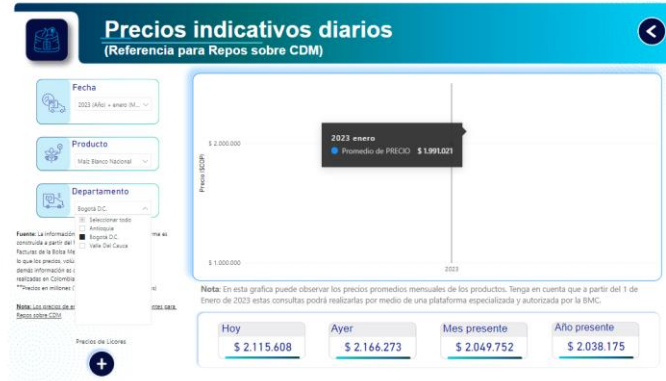 Precios indicativos diarios
(Referencia para Repos sobre CDM)
Fecha
2023 (Año) + enero (M...
Producto
Maíz Blanco Nacional
Departamento
Bogotá D.C.
Seleccionar todo
Antioquia
Bogotá D.C.
Valle Del Cauca
Fuente: La información
construida a partir del
Facturas de la Bolsa Me
lo que los precios, volú
demás información es
realizadas en Colombia
**Precios en millones (
Nota: Los precios de
Repos sobre CDM
Precios de Licores
Precio ($COP)
$ 2.000.000
$ 1.000.000
2023 enero
Promedio de PRECIO $ 1.991.021
2023
Nota: En esta grafica puede observar los precios promedios mensuales de los productos. Tenga en cuenta que a partir del 1 de
Enero de 2023 estas consultas podrá realizarlas por medio de una plataforma especializada y autorizada por la BMC.
Hoy
$ 2.115.608
Ayer
$ 2.166.273
Mes presente
$ 2.049.752
Año presente
$ 2.038.175